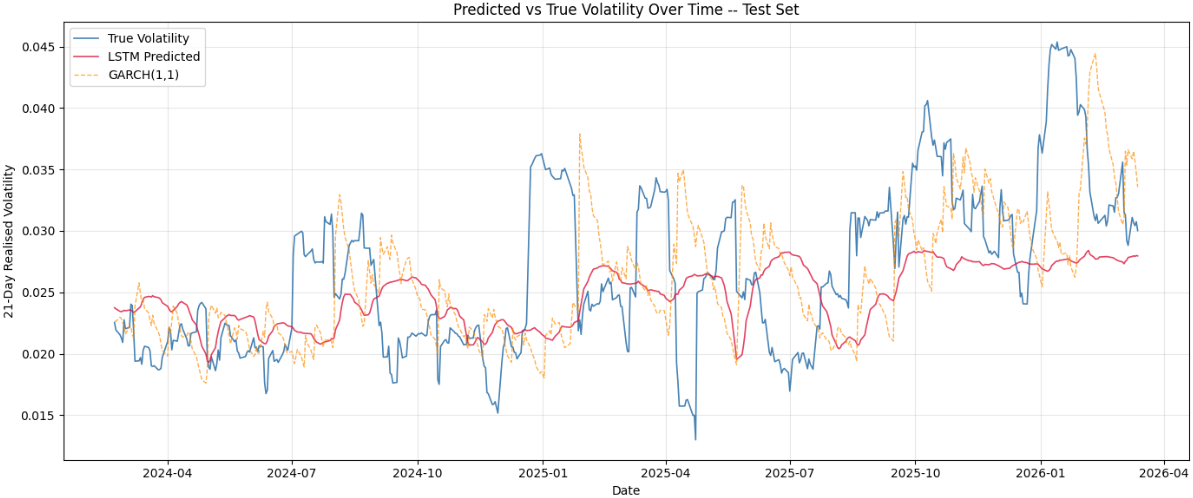 Predicted vs True Volatility Over Time -- Test Set
True Volatility
LSTM Predicted
GARCH(1,1)
21-Day Realised Volatility
0.045
0.040
0.035
0.030
0.025
0.020
0.015
2024-04 2024-07 2024-10 2025-01 2025-04 2025-07 2025-10 2026-01 2026-04
Date